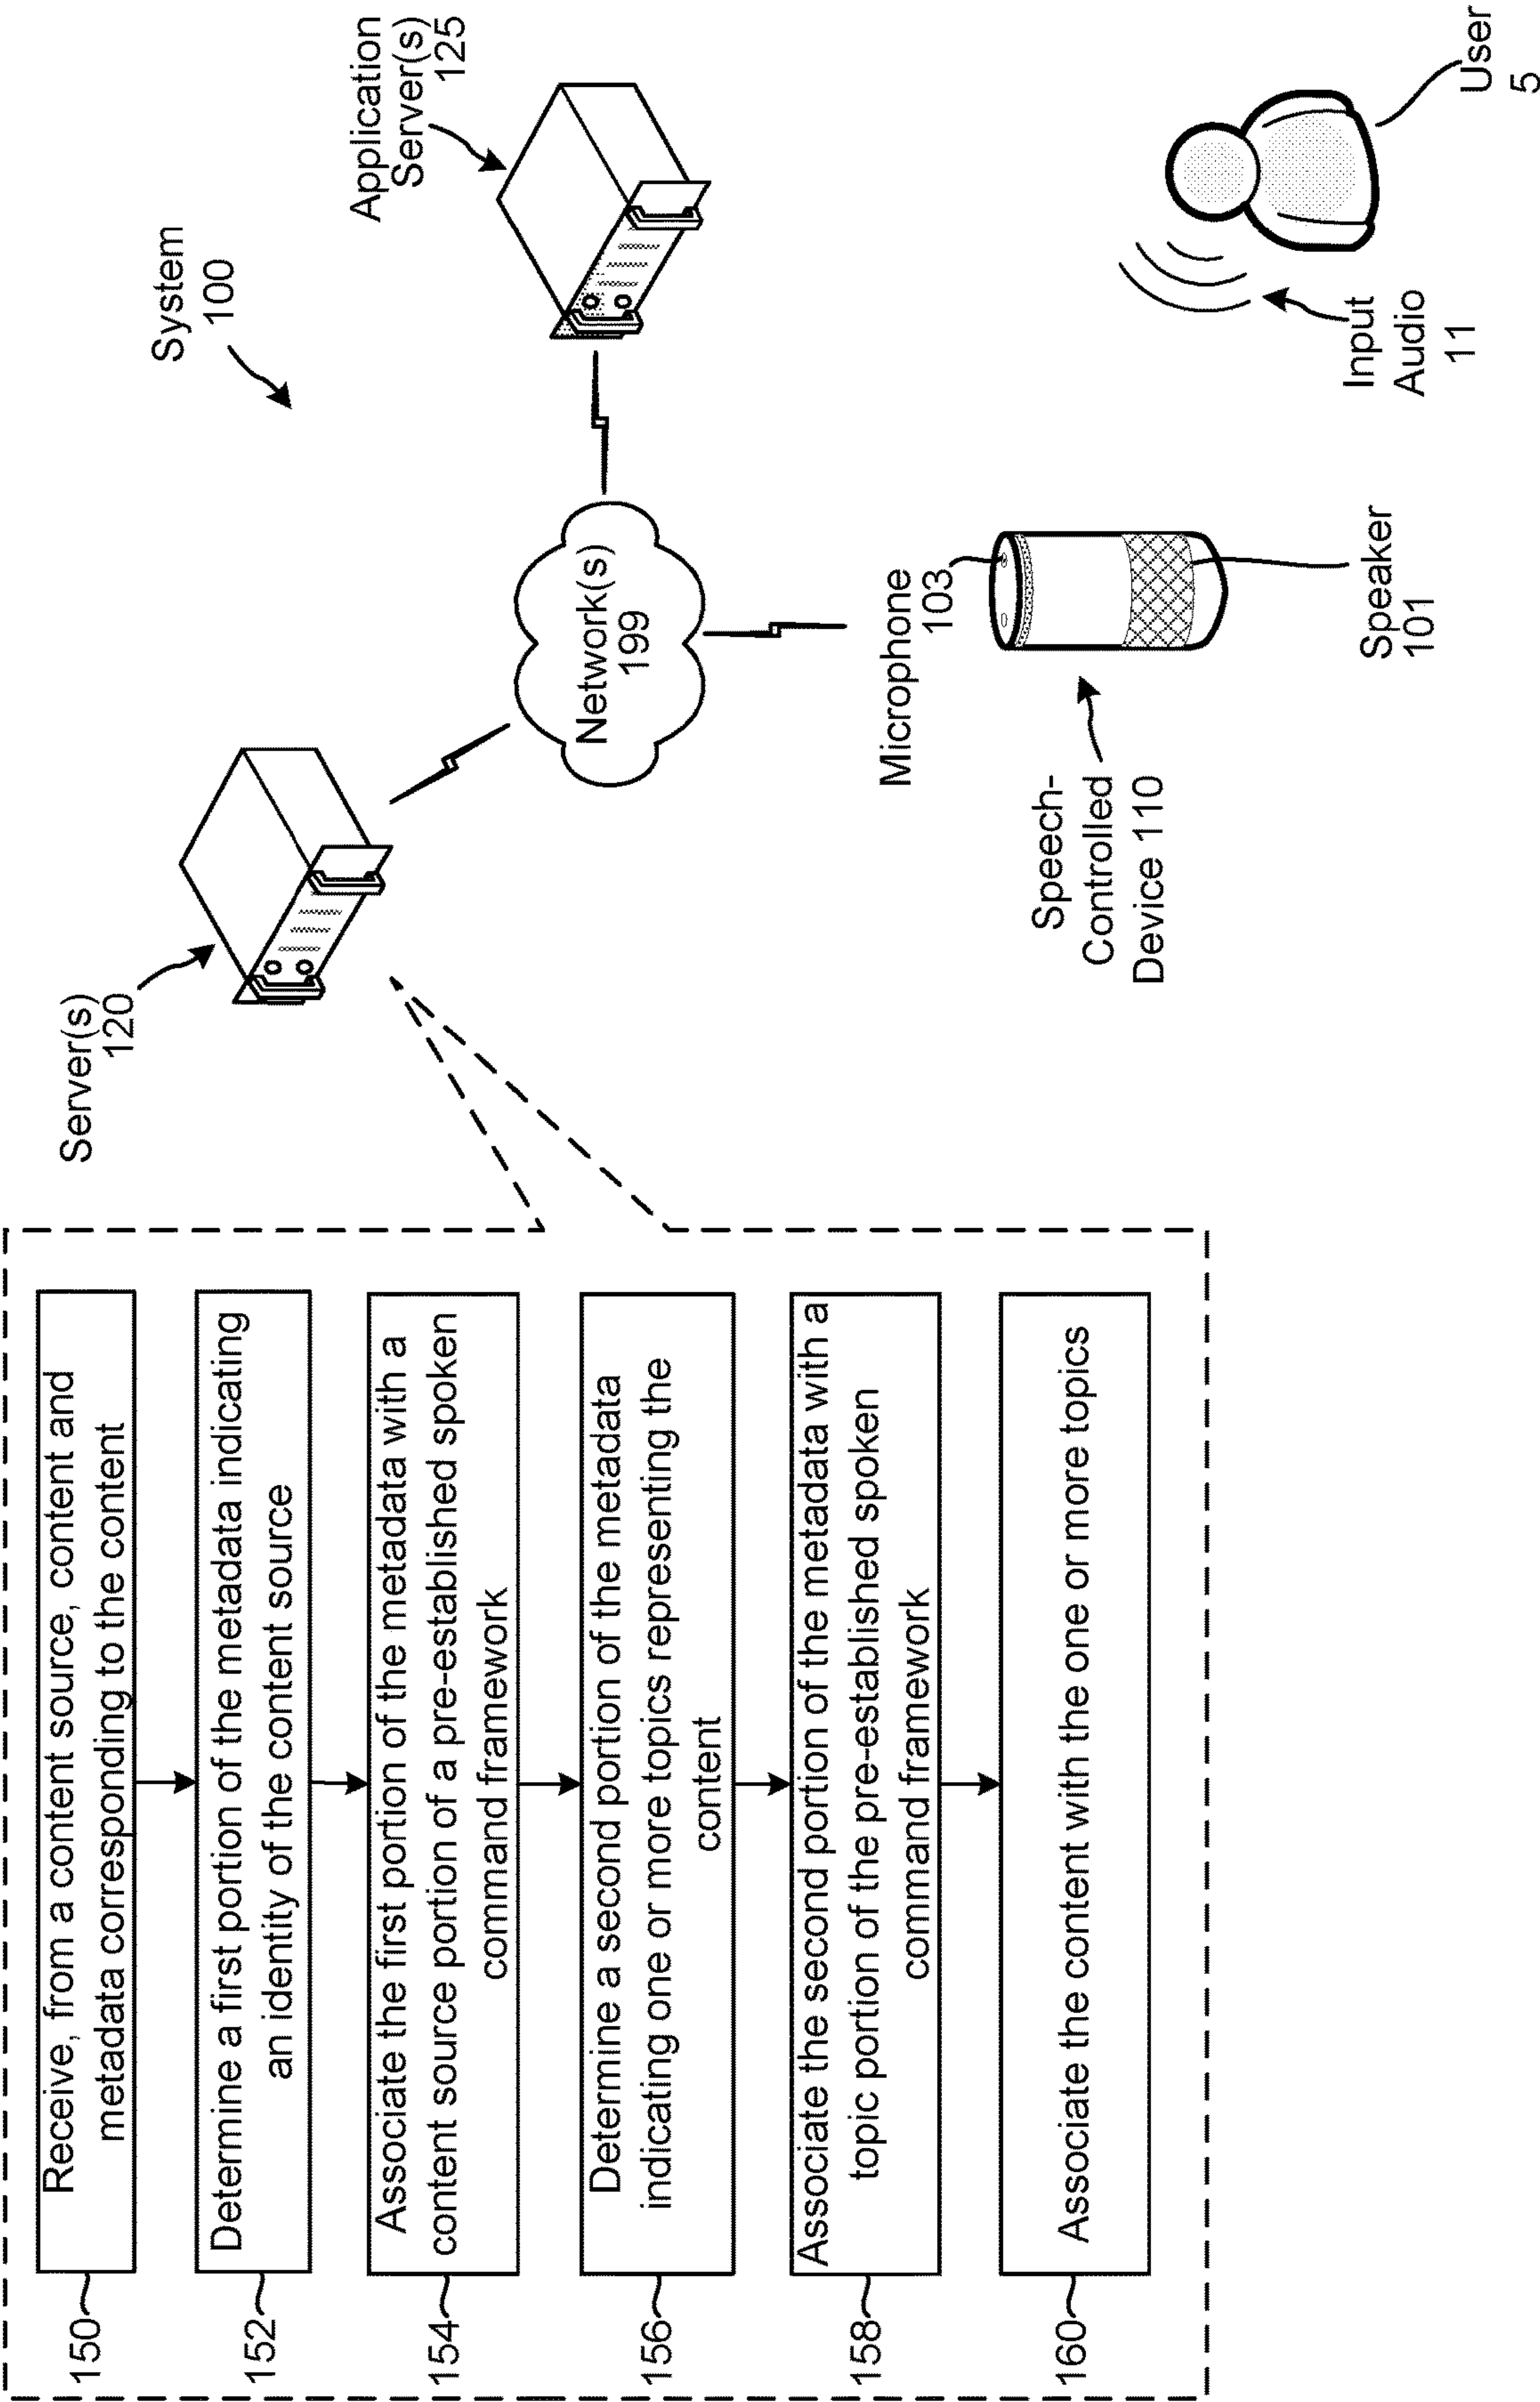 System
100
Server(s)
120
Application
Server(s)
125
Network(s)
199
Microphone
103
Speech-
Controlled
Device 110
Speaker
101
Input
Audio
11
User
5
150
Receive, from a content source, content and
metadata corresponding to the content
152
Determine a first portion of the metadata indicating
an identity of the content source
154
Associate the first portion of the metadata with a
content source portion of a pre-established spoken
command framework
156
Determine a second portion of the metadata
indicating one or more topics representing the
content
158
Associate the second portion of the metadata with a
topic portion of the pre-established spoken
command framework
160
Associate the content with the one or more topics